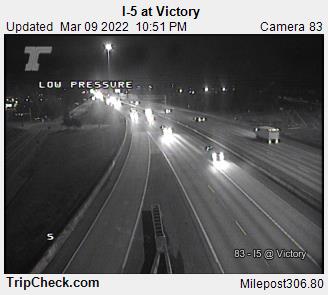 I-5 at Victory
Updated Mar 09 2022 10:51 PM Camera 83
T
LOW PRESSURE
S
83 - I5 @ Victory
TripCheck.com Milepost306.80